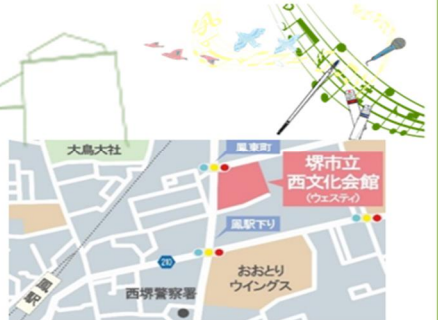 大鳥大社
鳳東町
堺市立
西文化会館
(ウェスティ)
鳳駅下り
210
おおとり
ウイングス
鳳駅
西堺警察署